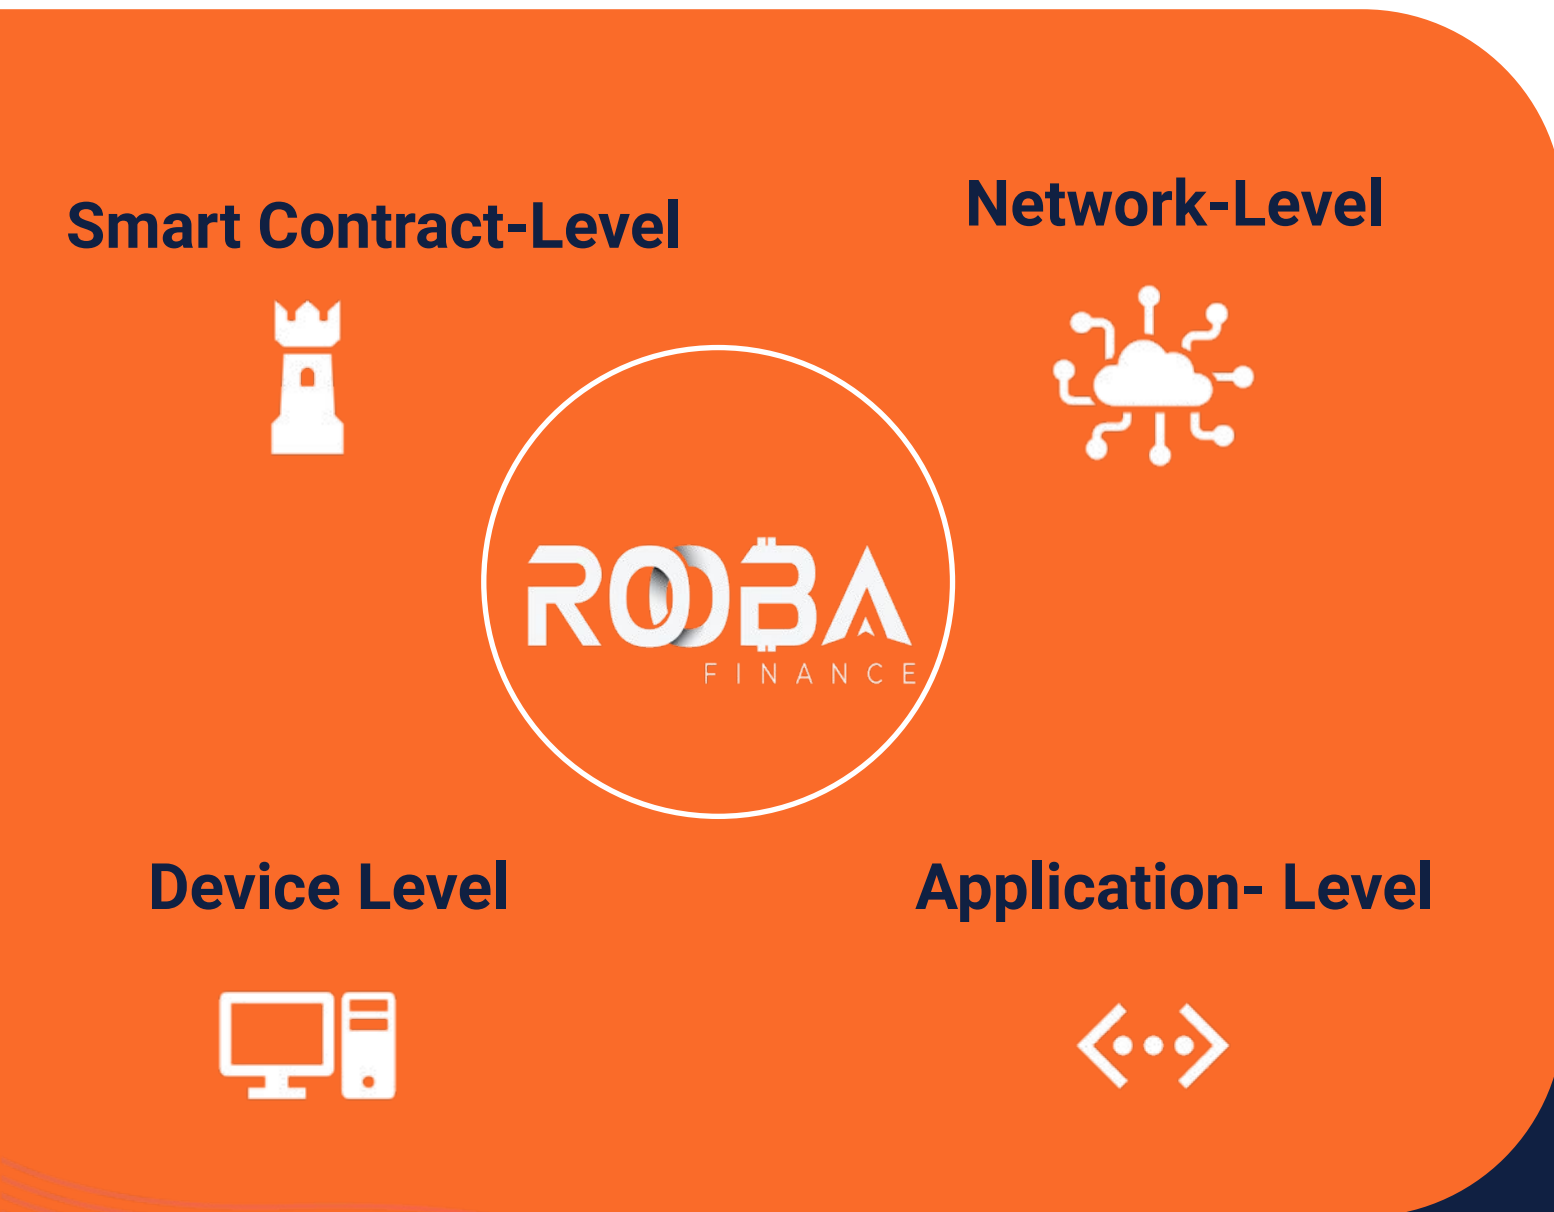 Smart Contract-Level
Network-Level
ROOBA
FINANCE
Device Level
Application- Level